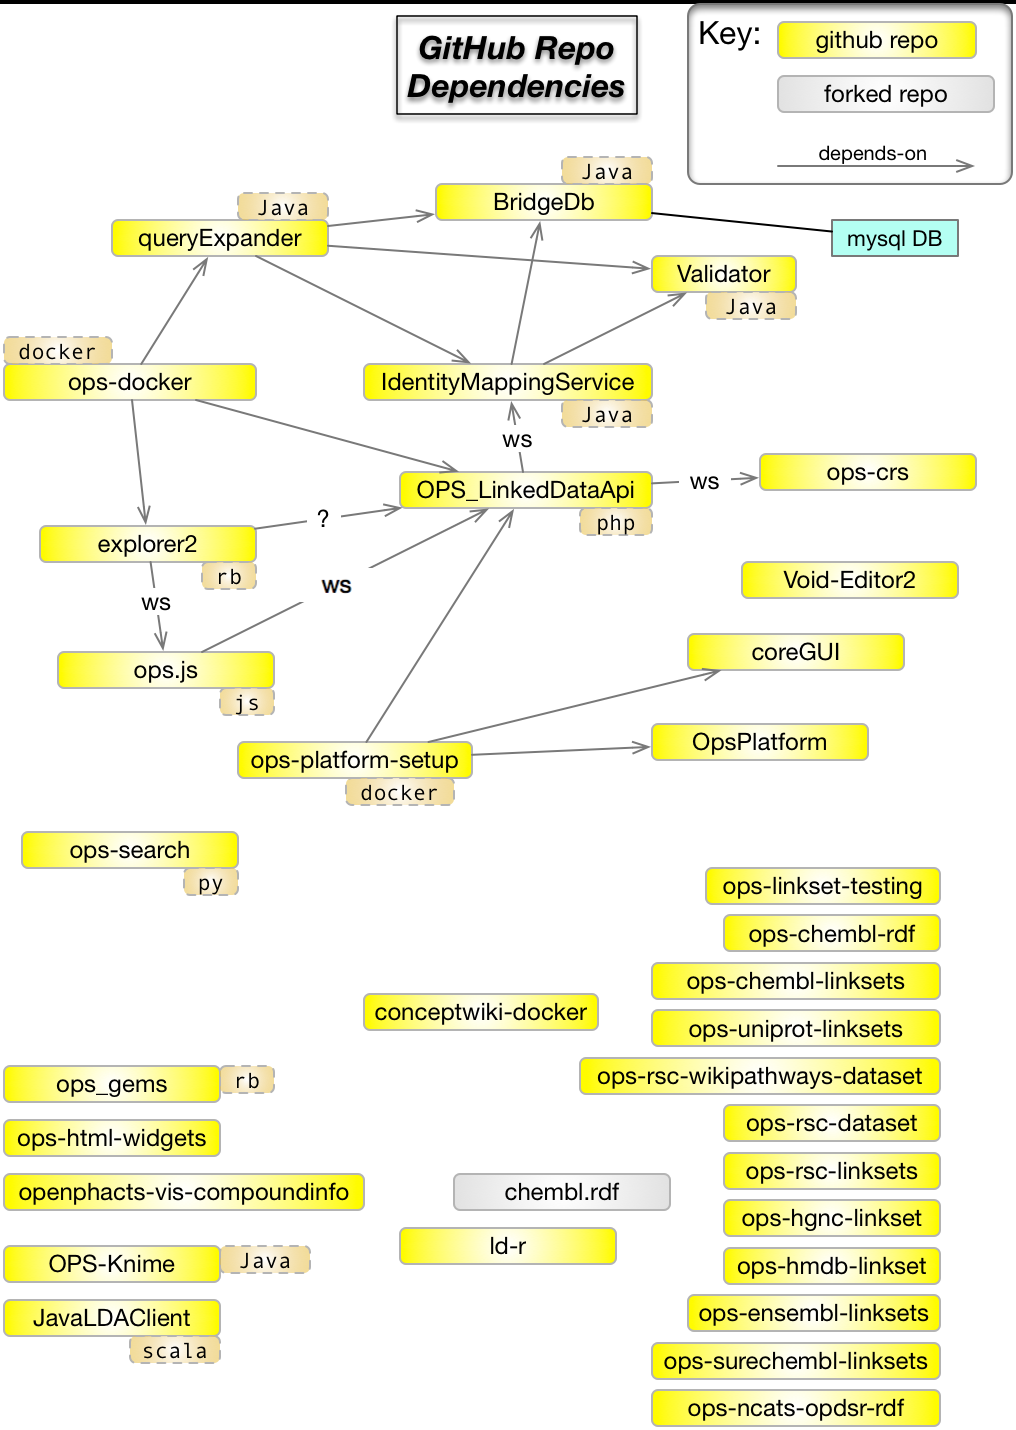 GitHub Repo
Dependencies
Key:
github repo
forked repo
depends-on
Java
BridgeDb
Java
queryExpander
mysql DB
Validator
Java
docker
ops-docker
IdentityMappingService
Java
ws
OPS_LinkedDataApi
php
ws
ops-crs
?
explorer2
rb
ws
ws
Void-Editor2
ops.js
js
coreGUI
OpsPlatform
ops-platform-setup
docker
ops-search
py
ops-linkset-testing
ops-chembl-rdf
ops-chembl-linksets
conceptwiki-docker
ops-uniprot-linksets
ops-rsc-wikipathways-dataset
ops_gems
rb
ops-rsc-dataset
ops-html-widgets
ops-rsc-linksets
openphacts-vis-compoundinfo
chembl.rdf
ops-hgnc-linkset
ld-r
OPS-Knime
Java
ops-hmdb-linkset
ops-ensembl-linksets
JavaLDAClient
scala
ops-surechembl-linksets
ops-ncats-opdsr-rdf